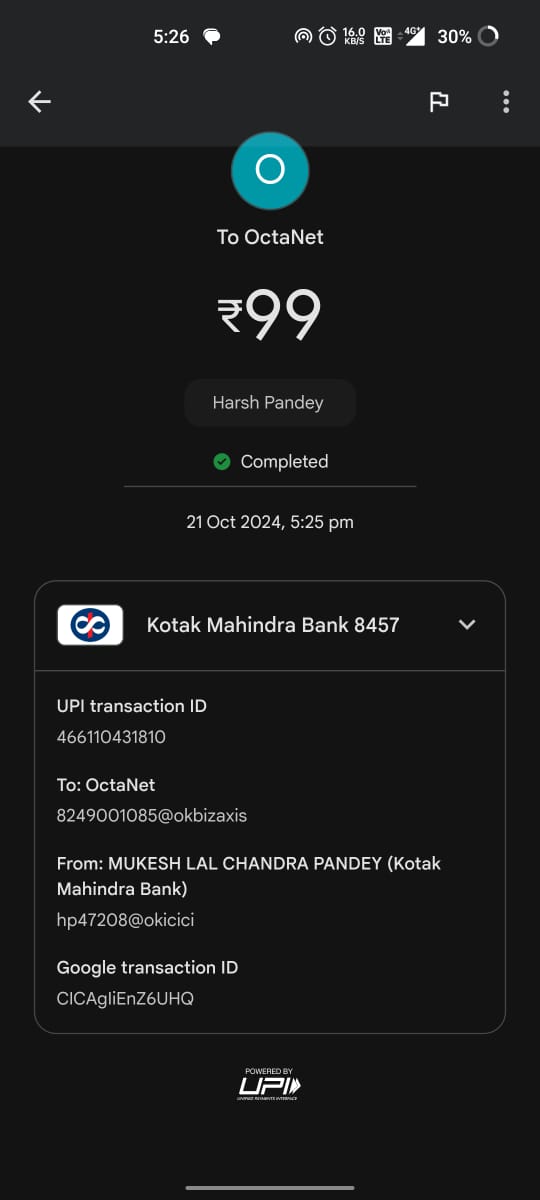 5:26
16.0
KB/S
Vo
LTE
4G+
30%
O
To OctaNet
₹99
Harsh Pandey
Completed
21 Oct 2024, 5:25 pm
Kotak Mahindra Bank 8457
UPI transaction ID
466110431810
To: OctaNet
8249001085@okbizaxis
From: MUKESH LAL CHANDRA PANDEY (Kotak
Mahindra Bank)
hp47208@okicici
Google transaction ID
CICAgIiEnZ6UHQ
POWERED BY
UPI
UNIFIED PAYMENTS INTERFACE